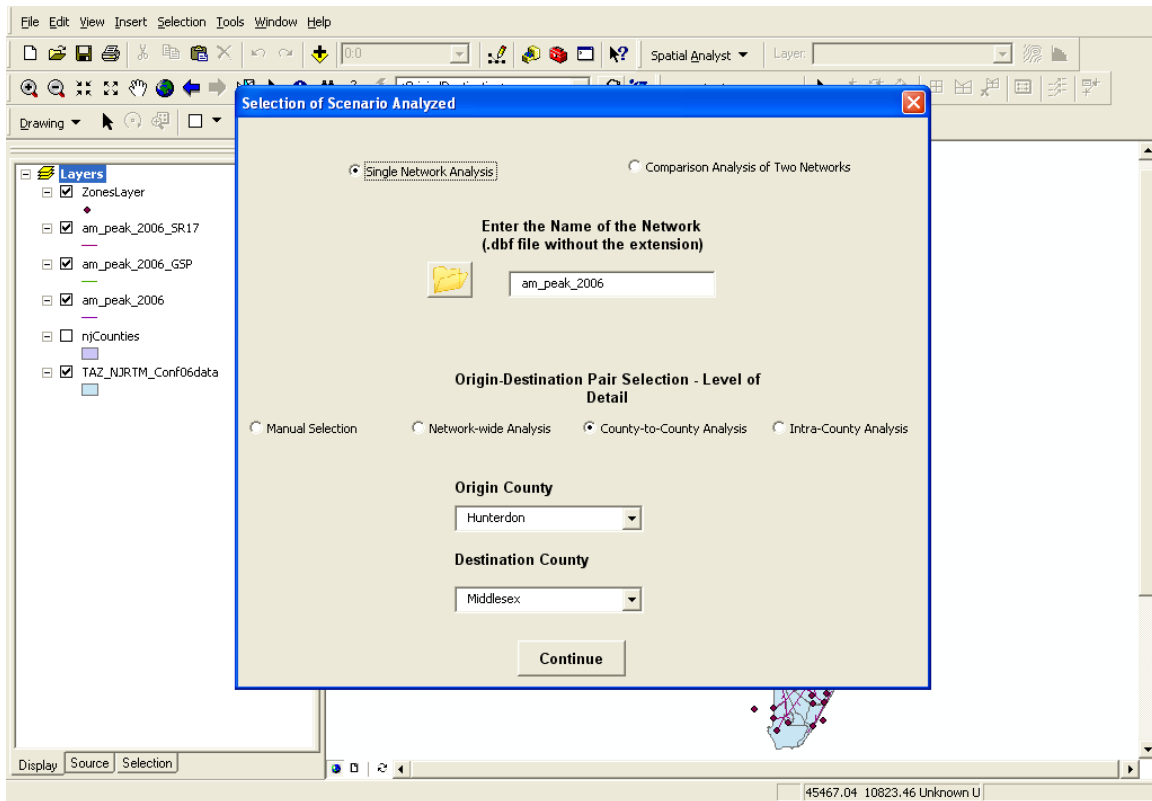 File Edit View Insert Selection Tools Window Help
0:0
Spatial Analyst
Layer:
Drawing
Selection of Scenario Analyzed
Single Network Analysis
Comparison Analysis of Two Networks
Enter the Name of the Network
(.dbf file without the extension)
am_peak_2006
Origin-Destination Pair Selection - Level of
Detail
Manual Selection
Network-wide Analysis
County-to-County Analysis
Intra-County Analysis
Origin County
Hunterdon
Destination County
Middlesex
Continue
Layers
ZonesLayer
am_peak_2006_SR17
am_peak_2006_GSP
am_peak_2006
njCounties
TAZ_NJRTM_Conf06data
Display Source Selection
45467.04 10823.46 Unknown U